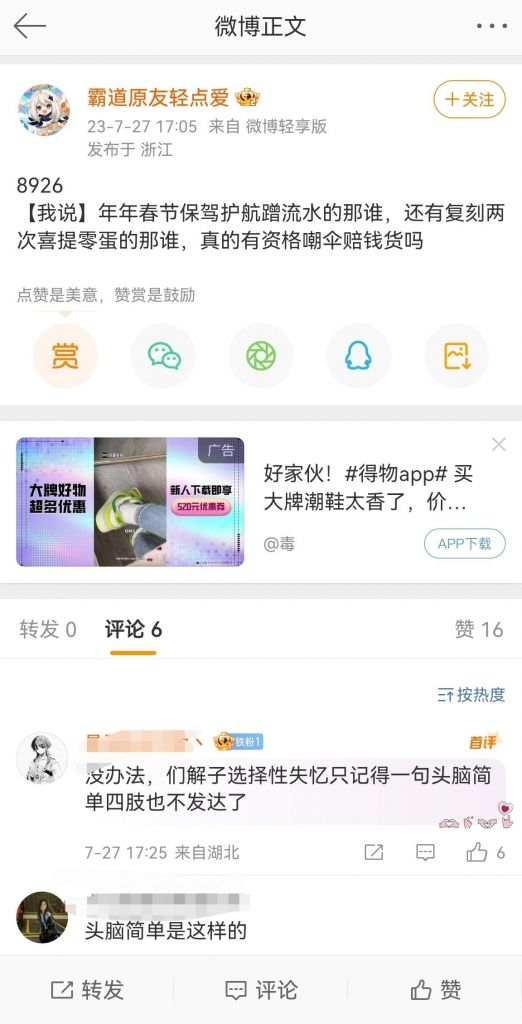 微博正文
霸道原友轻点爱
+关注
23-7-27 17:05 来自 微博轻享版
发布于 浙江
8926
【我说】年年春节保驾护航蹭流水的那谁，还有复刻两
次喜提零蛋的那谁，真的有资格嘲伞赔钱货吗
点赞是美意，赞赏是鼓励
赏
广告
大牌好物
超多优惠
新人下载即享
520元优惠券
好家伙！#得物app# 买
大牌潮鞋太香了，价...
@毒
APP下载
转发 0 评论 6 赞 16
按热度
铁粉1
首评
没办法，们解子选择性失忆只记得一句头脑简
单四肢也不发达了
7-27 17:25 来自湖北
6
头脑简单是这样的
转发 评论 赞